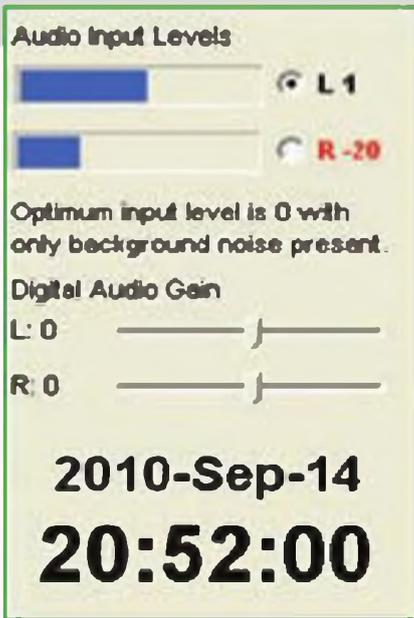 Audio Input Levels
L 1
R -20
Optimum input level is 0 with
only background noise present.
Digital Audio Gain
L: 0
R: 0
2010-Sep-14
20:52:00